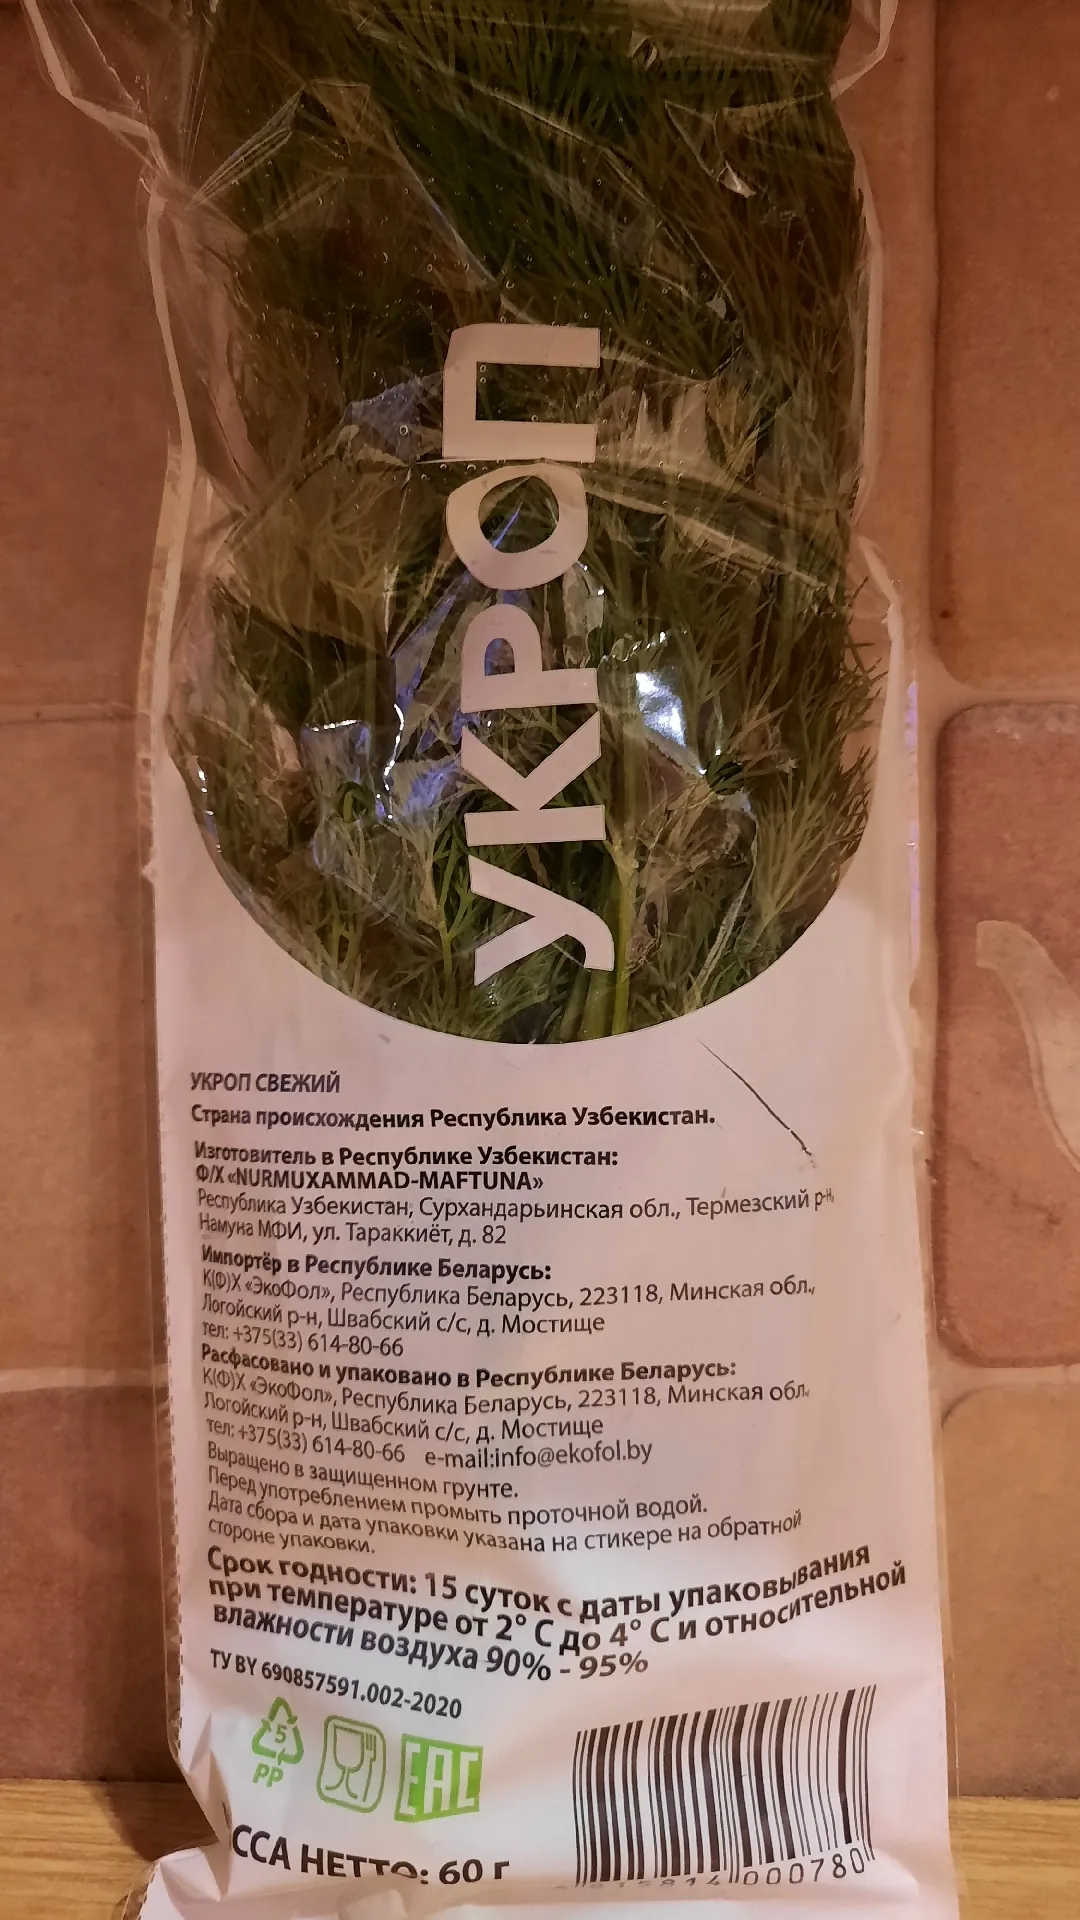 УКРОП
УКРОП СВЕЖИЙ
Страна происхождения Республика Узбекистан.
Изготовитель в Республике Узбекистан:
Ф/Х «NURMUXAMMAD-MAFTUNA»
Республика Узбекистан, Сурхандарьинская обл., Термезский р-н,
Намуна МФИ, ул. Тараккиёт, д. 82
Импортёр в Республике Беларусь:
К(Ф)Х «ЭкоФол», Республика Беларусь, 223118, Минская обл.,
Логойский р-н, Швабский с/с, д. Мостище
тел: +375(33) 614-80-66
Расфасовано и упаковано в Республике Беларусь:
К(Ф)Х «ЭкоФол», Республика Беларусь, 223118, Минская обл.
Логойский р-н, Швабский с/с, д. Мостище
тел: +375(33) 614-80-66 e-mail:info@ekofol.by
Выращено в защищенном грунте.
Перед употреблением промыть проточной водой.
Дата сбора и дата упаковки указана на стикере на обратной
стороне упаковки.
Срок годности: 15 суток с даты упаковывания
при температуре от 2° С до 4° С и относительной
влажности воздуха 90% - 95%
ТУ BY 690857591.002-2020
5
PP
EAC
ССА НЕТТО: 60 г
000780